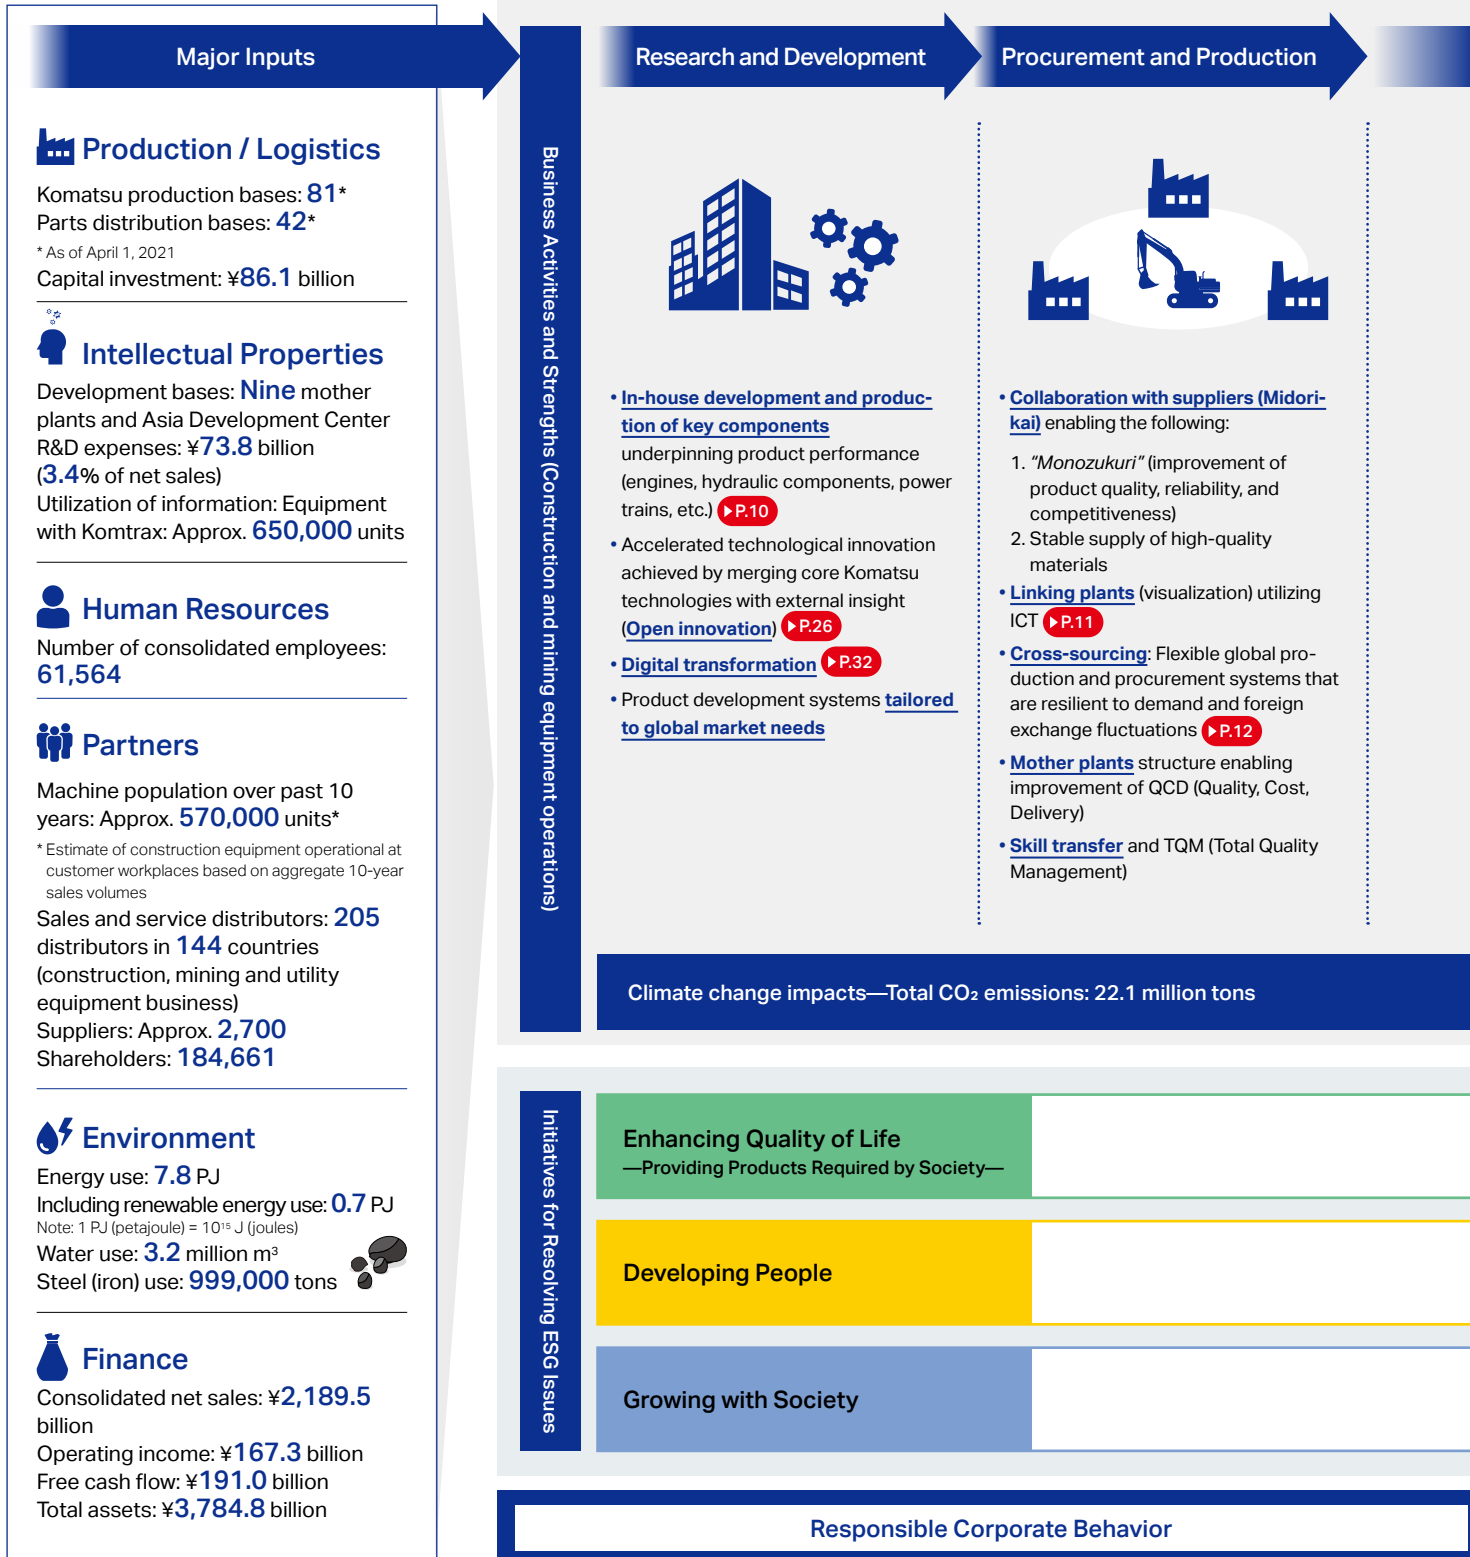 Major Inputs
Production / Logistics
Komatsu production bases: 81*
Parts distribution bases: 42*
* As of April 1, 2021
Capital investment: ¥86.1 billion
Intellectual Properties
Development bases: Nine mother
plants and Asia Development Center
R&D expenses: ¥73.8 billion
(3.4% of net sales)
Utilization of information: Equipment
with Komtrax: Approx. 650,000 units
Human Resources
Number of consolidated employees:
61,564
Partners
Machine population over past 10
years: Approx. 570,000 units*
* Estimate of construction equipment operational at
customer workplaces based on aggregate 10-year
sales volumes
Sales and service distributors: 205
distributors in 144 countries
(construction, mining and utility
equipment business)
Suppliers: Approx. 2,700
Shareholders: 184,661
Environment
Energy use: 7.8 PJ
Including renewable energy use: 0.7 PJ
Note: 1 PJ (petajoule) = 10¹⁵ J (joules)
Water use: 3.2 million m³
Steel (iron) use: 999,000 tons
Finance
Consolidated net sales: ¥2,189.5
billion
Operating income: ¥167.3 billion
Free cash flow: ¥191.0 billion
Total assets: ¥3,784.8 billion
Business Activities and Strengths (Construction and mining equipment operations)
Research and Development
• In-house development and produc-
tion of key components
underpinning product performance
(engines, hydraulic components, power
trains, etc.) ▶P.10
• Accelerated technological innovation
achieved by merging core Komatsu
technologies with external insight
(Open innovation) ▶P.26
• Digital transformation ▶P.32
• Product development systems tailored
to global market needs
Procurement and Production
• Collaboration with suppliers (Midori-
kai) enabling the following:
1. “Monozukuri” (improvement of
product quality, reliability, and
competitiveness)
2. Stable supply of high-quality
materials
• Linking plants (visualization) utilizing
ICT ▶P.11
• Cross-sourcing: Flexible global pro-
duction and procurement systems that
are resilient to demand and foreign
exchange fluctuations ▶P.12
• Mother plants structure enabling
improvement of QCD (Quality, Cost,
Delivery)
• Skill transfer and TQM (Total Quality
Management)
Climate change impacts—Total CO₂ emissions: 22.1 million tons
Initiatives for Resolving ESG Issues
Enhancing Quality of Life
—Providing Products Required by Society—
Developing People
Growing with Society
Responsible Corporate Behavior